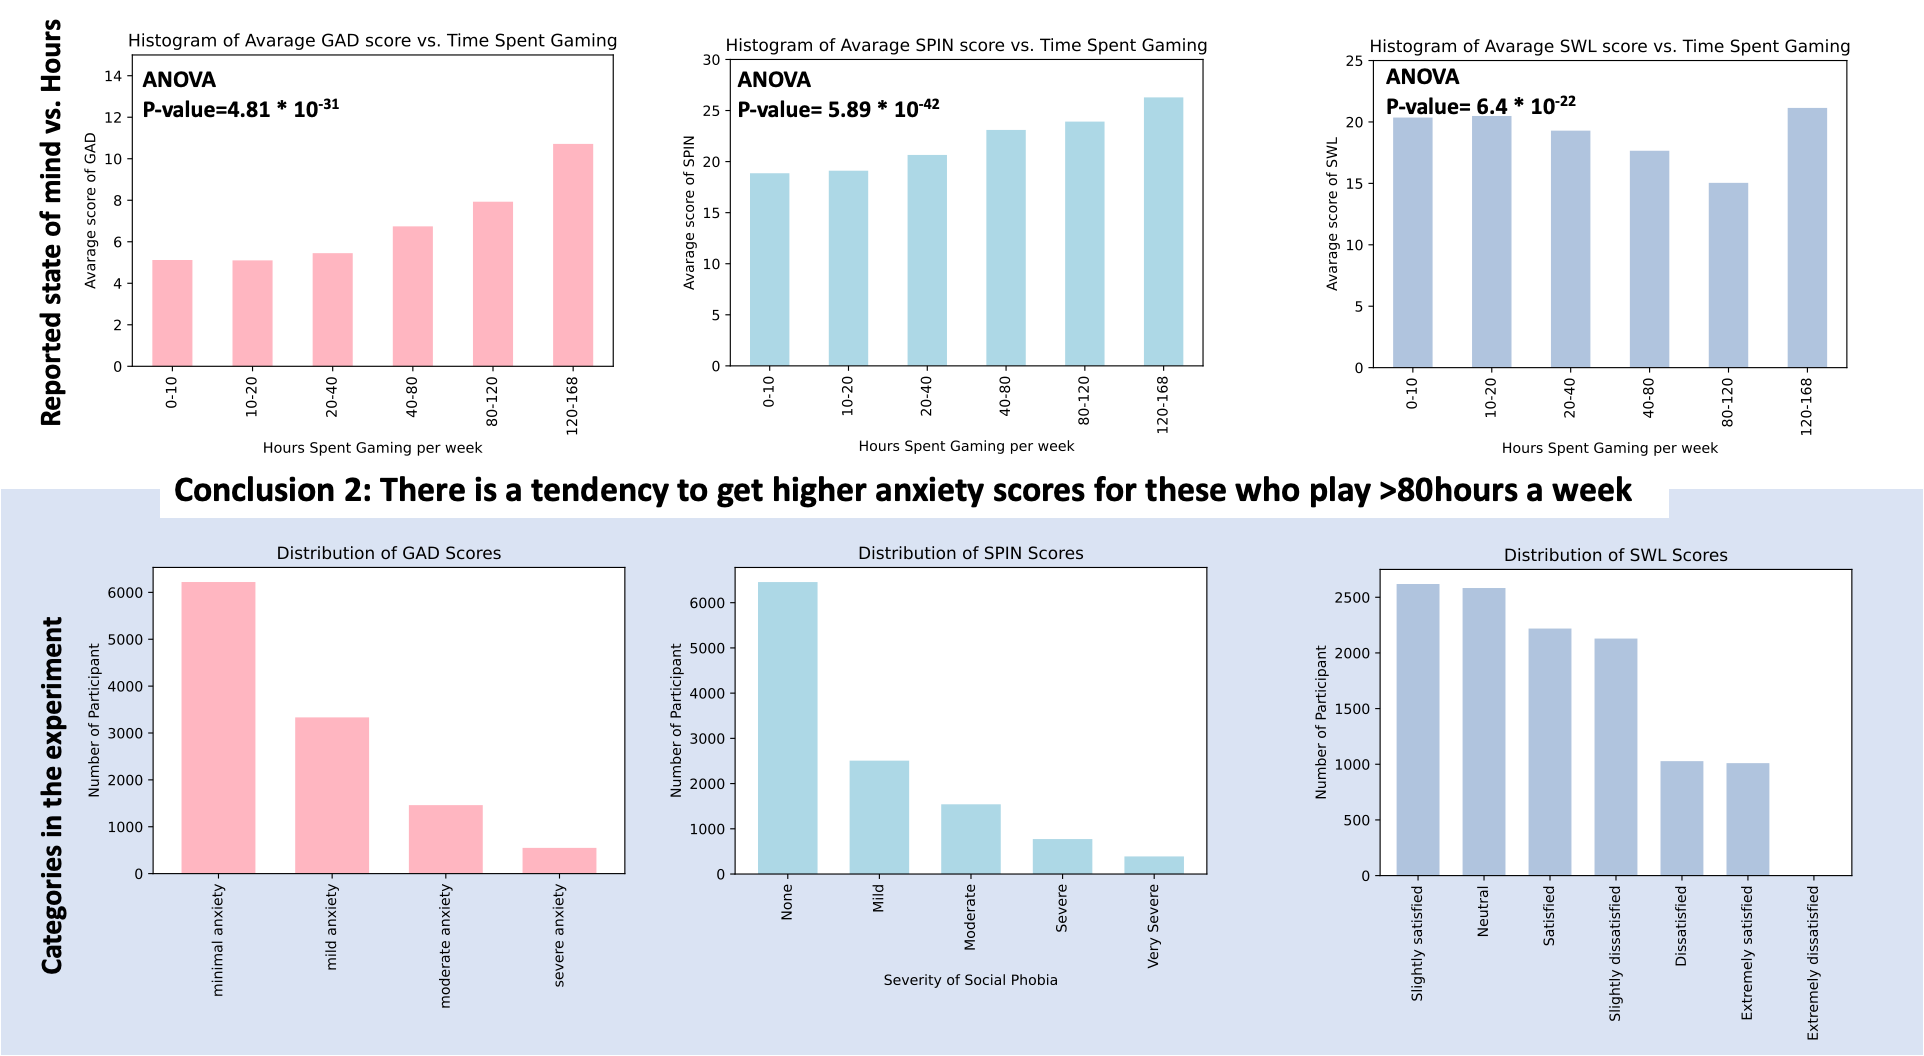 Reported state of mind vs. Hours
Histogram of Avarage GAD score vs. Time Spent Gaming
ANOVA
P-value=4.81 * 10-31
Avarage score of GAD
14
12
10
8
6
4
2
0
0-10
10-20
20-40
40-80
80-120
120-168
Hours Spent Gaming per week
Histogram of Avarage SPIN score vs. Time Spent Gaming
ANOVA
P-value= 5.89 * 10-42
Avarage score of SPIN
30
25
20
15
10
5
0
0-10
10-20
20-40
40-80
80-120
120-168
Hours Spent Gaming per week
Histogram of Avarage SWL score vs. Time Spent Gaming
ANOVA
P-value= 6.4 * 10-22
Avarage score of SWL
25
20
15
10
5
0
0-10
10-20
20-40
40-80
80-120
120-168
Hours Spent Gaming per week
Conclusion 2: There is a tendency to get higher anxiety scores for these who play >80hours a week
Categories in the experiment
Distribution of GAD Scores
Number of Participant
6000
5000
4000
3000
2000
1000
0
minimal anxiety
mild anxiety
moderate anxiety
severe anxiety
Distribution of SPIN Scores
Number of Participant
6000
5000
4000
3000
2000
1000
0
None
Mild
Moderate
Severe
Very Severe
Severity of Social Phobia
Distribution of SWL Scores
Number of Participant
2500
2000
1500
1000
500
0
Slightly satisfied
Neutral
Satisfied
Slightly dissatisfied
Dissatisfied
Extremely satisfied
Extremely dissatisfied